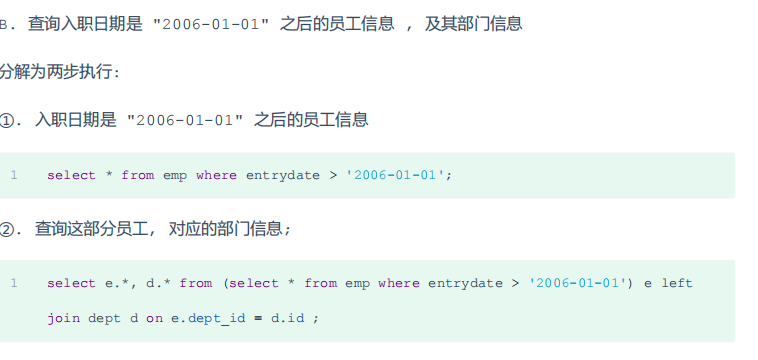 B. 查询入职日期是 "2006-01-01" 之后的员工信息 , 及其部门信息
分解为两步执行:
①. 入职日期是 "2006-01-01" 之后的员工信息
1 select * from emp where entrydate > '2006-01-01';
②. 查询这部分员工, 对应的部门信息;
1 select e.*, d.* from (select * from emp where entrydate > '2006-01-01') e left
join dept d on e.dept_id = d.id ;